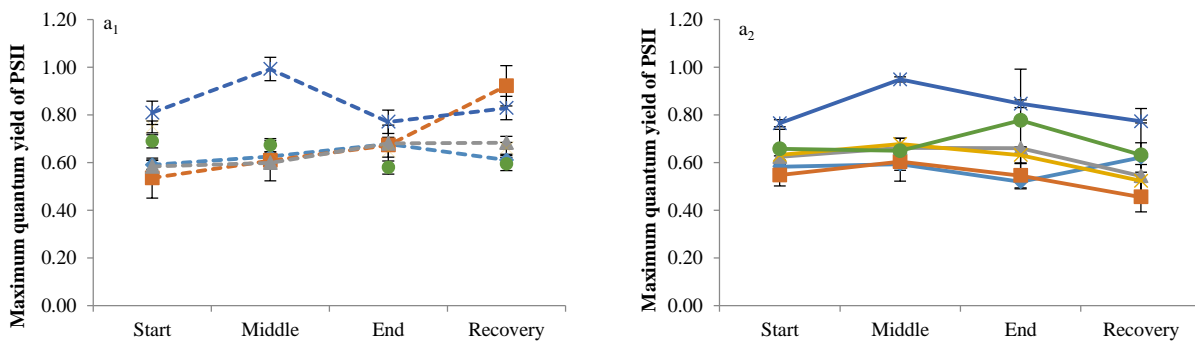 a1
Maximum quantum yield of PSII
1.20
1.00
0.80
0.60
0.40
0.20
0.00
Start Middle End Recovery
a2
Maximum quantum yield of PSII
1.20
1.00
0.80
0.60
0.40
0.20
0.00
Start Middle End Recovery